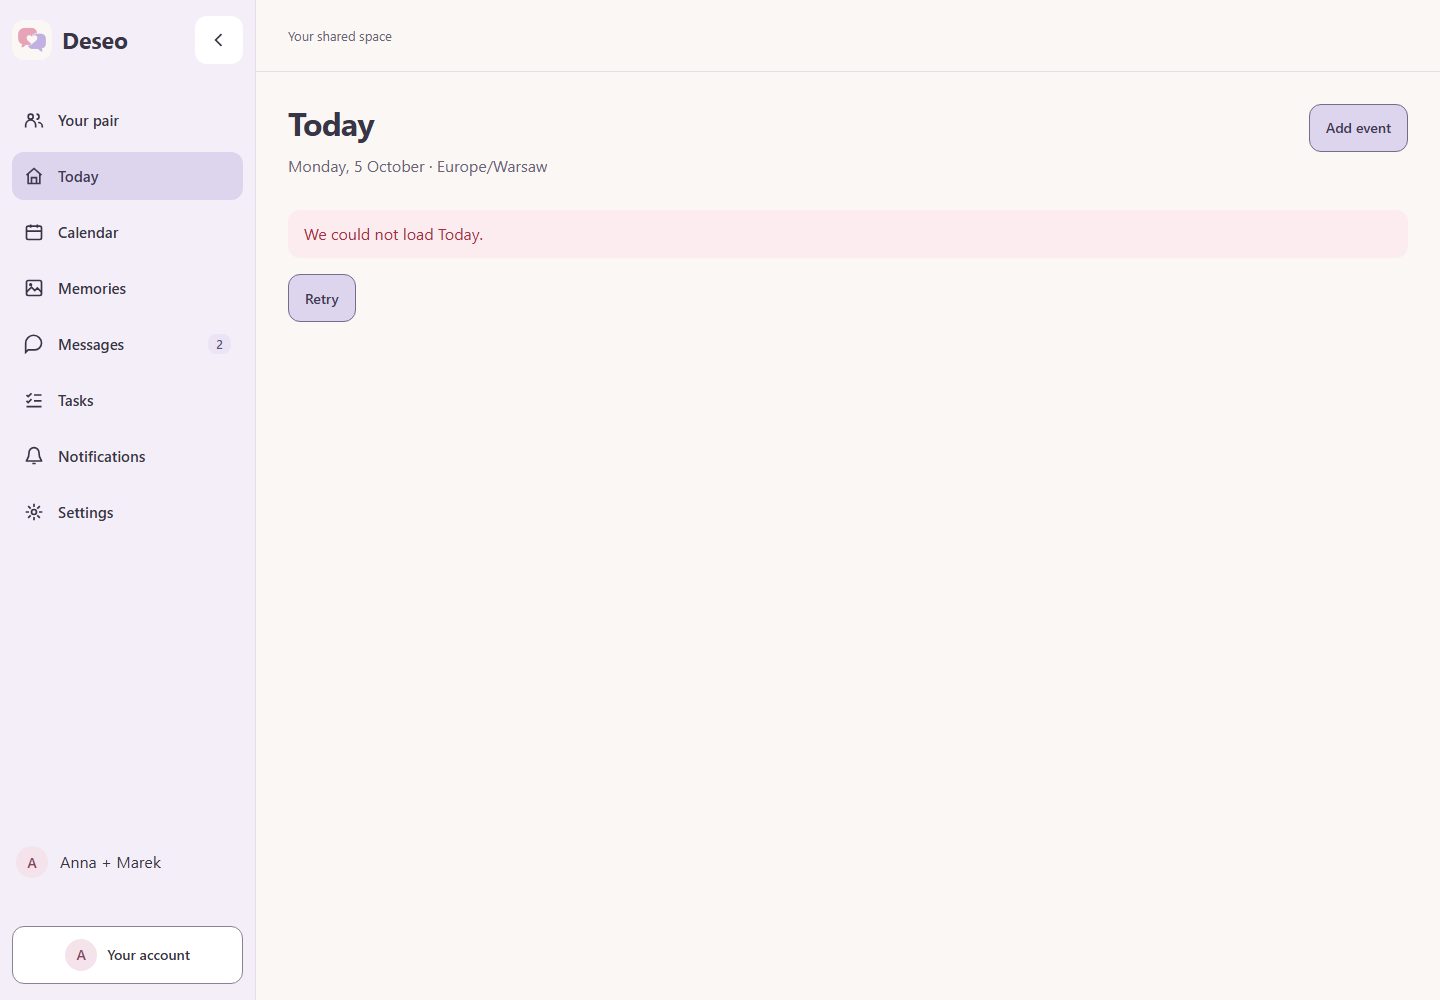 Deseo
Your pair
Today
Calendar
Memories
Messages 2
Tasks
Notifications
Settings
A Anna + Marek
A Your account
Your shared space
Today
Add event
Monday, 5 October · Europe/Warsaw
We could not load Today.
Retry